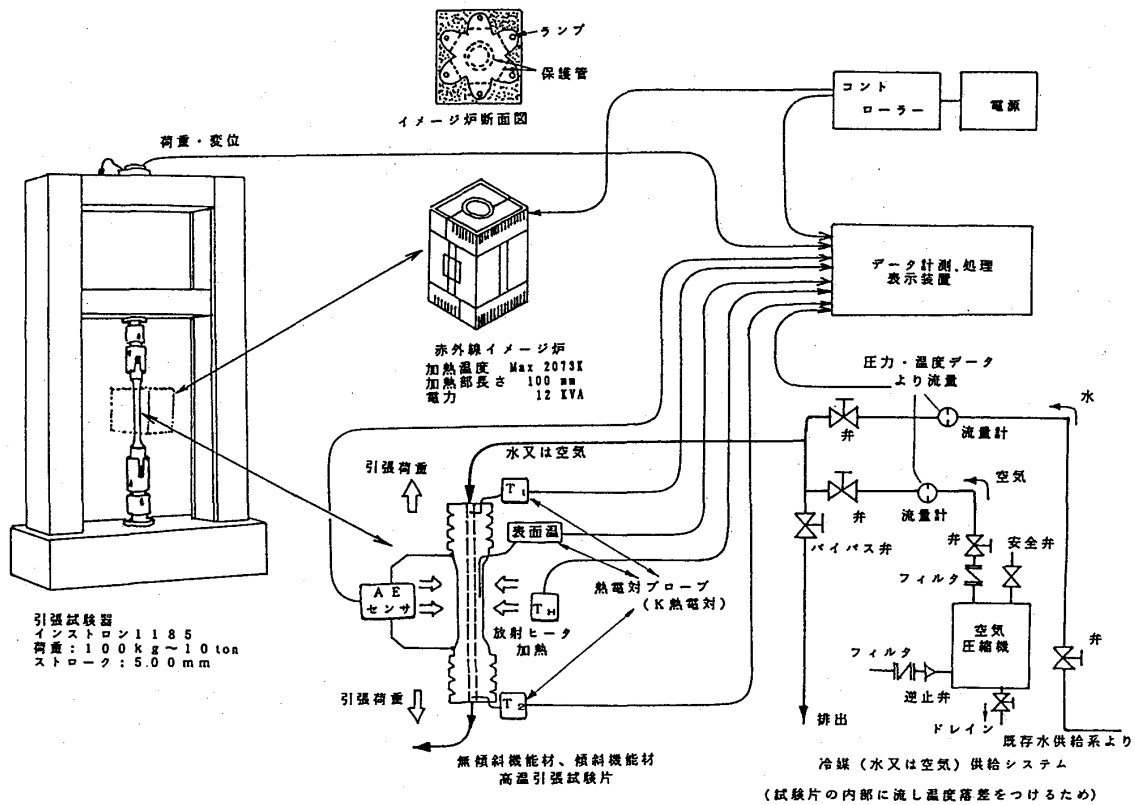 ランプ
保護管
イメージ炉断面図
コント
ローラー
電源
荷重・変位
データ計測、処理
表示装置
赤外線イメージ炉
加熱温度 Max 2073K
加熱部長さ 100 mm
電力 12 KVA
圧力・温度データ
より流量
水
弁
流量計
水又は空気
引張荷重
T1
空気
弁
流量計
表面温
バイパス弁
弁
安全弁
フィルタ
熱電対プローブ
(K熱電対)
AE
センサ
TH
放射ヒータ
加熱
空気
圧縮機
弁
フィルタ
逆止弁
引張試験器
インストロン1185
荷重:100kg~10ton
ストローク:5.00mm
引張荷重
T2
排出
ドレイン
既存水供給系より
無傾斜機能材、傾斜機能材
高温引張試験片
冷媒(水又は空気)供給システム
(試験片の内部に流し温度落差をつけるため)